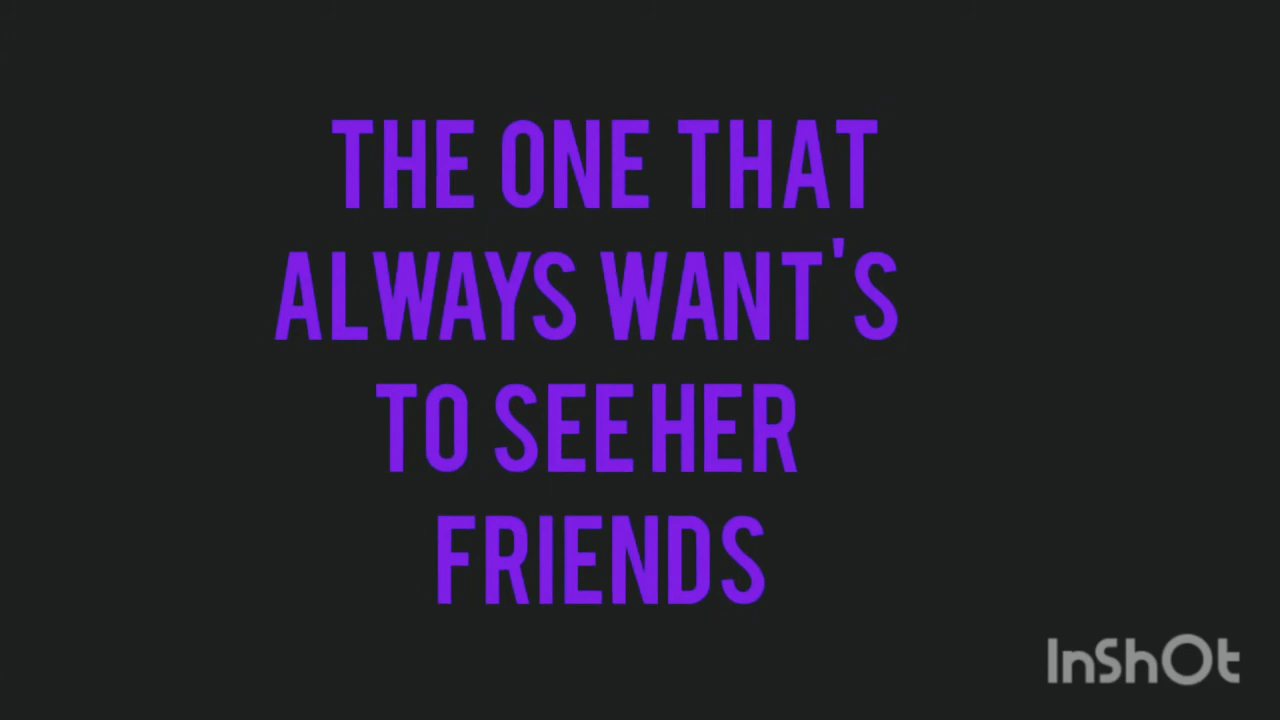 THE ONE THAT
ALWAYS WANT'S
TO SEE HER
FRIENDS
InShOt